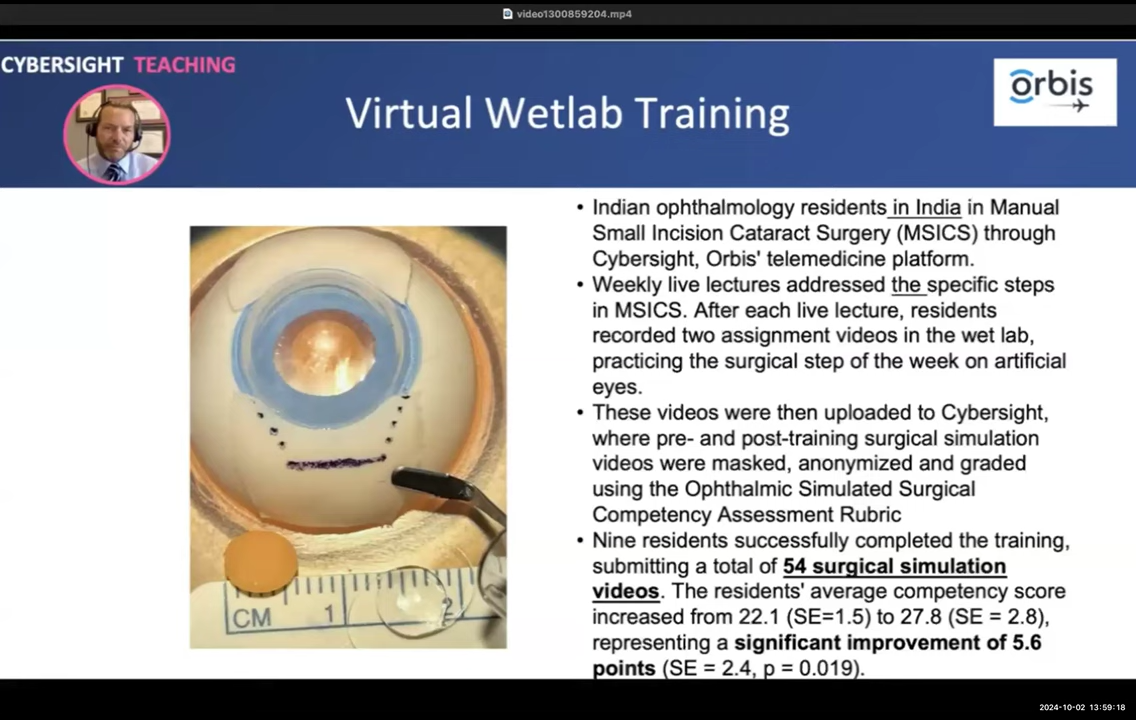 video1300859204.mp4
CYBERSIGHT TEACHING
orbis
Virtual Wetlab Training
• Indian ophthalmology residents in India in Manual
Small Incision Cataract Surgery (MSICS) through
Cybersight, Orbis' telemedicine platform.
• Weekly live lectures addressed the specific steps
in MSICS. After each live lecture, residents
recorded two assignment videos in the wet lab,
practicing the surgical step of the week on artificial
eyes.
• These videos were then uploaded to Cybersight,
where pre- and post-training surgical simulation
videos were masked, anonymized and graded
using the Ophthalmic Simulated Surgical
Competency Assessment Rubric
• Nine residents successfully completed the training,
submitting a total of 54 surgical simulation
videos. The residents' average competency score
increased from 22.1 (SE=1.5) to 27.8 (SE = 2.8),
representing a significant improvement of 5.6
points (SE = 2.4, p = 0.019).
CM 1 2
2024-10-02 13:59:18